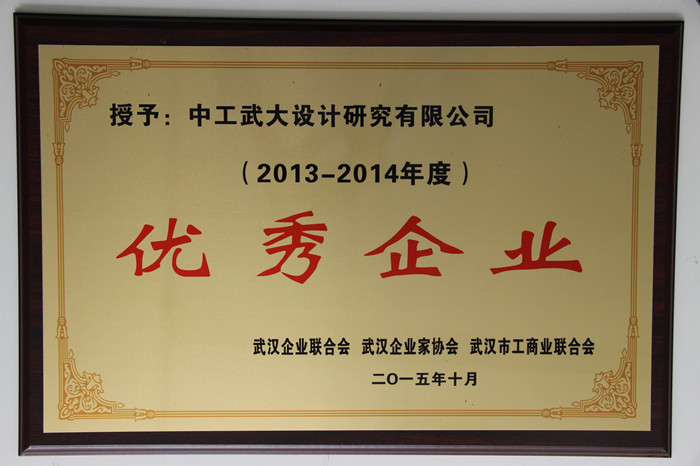 授予：中工武大设计研究有限公司
（2013-2014年度）
优秀企业
武汉企业联合会 武汉企业家协会 武汉市工商业联合会
二〇一五年十月